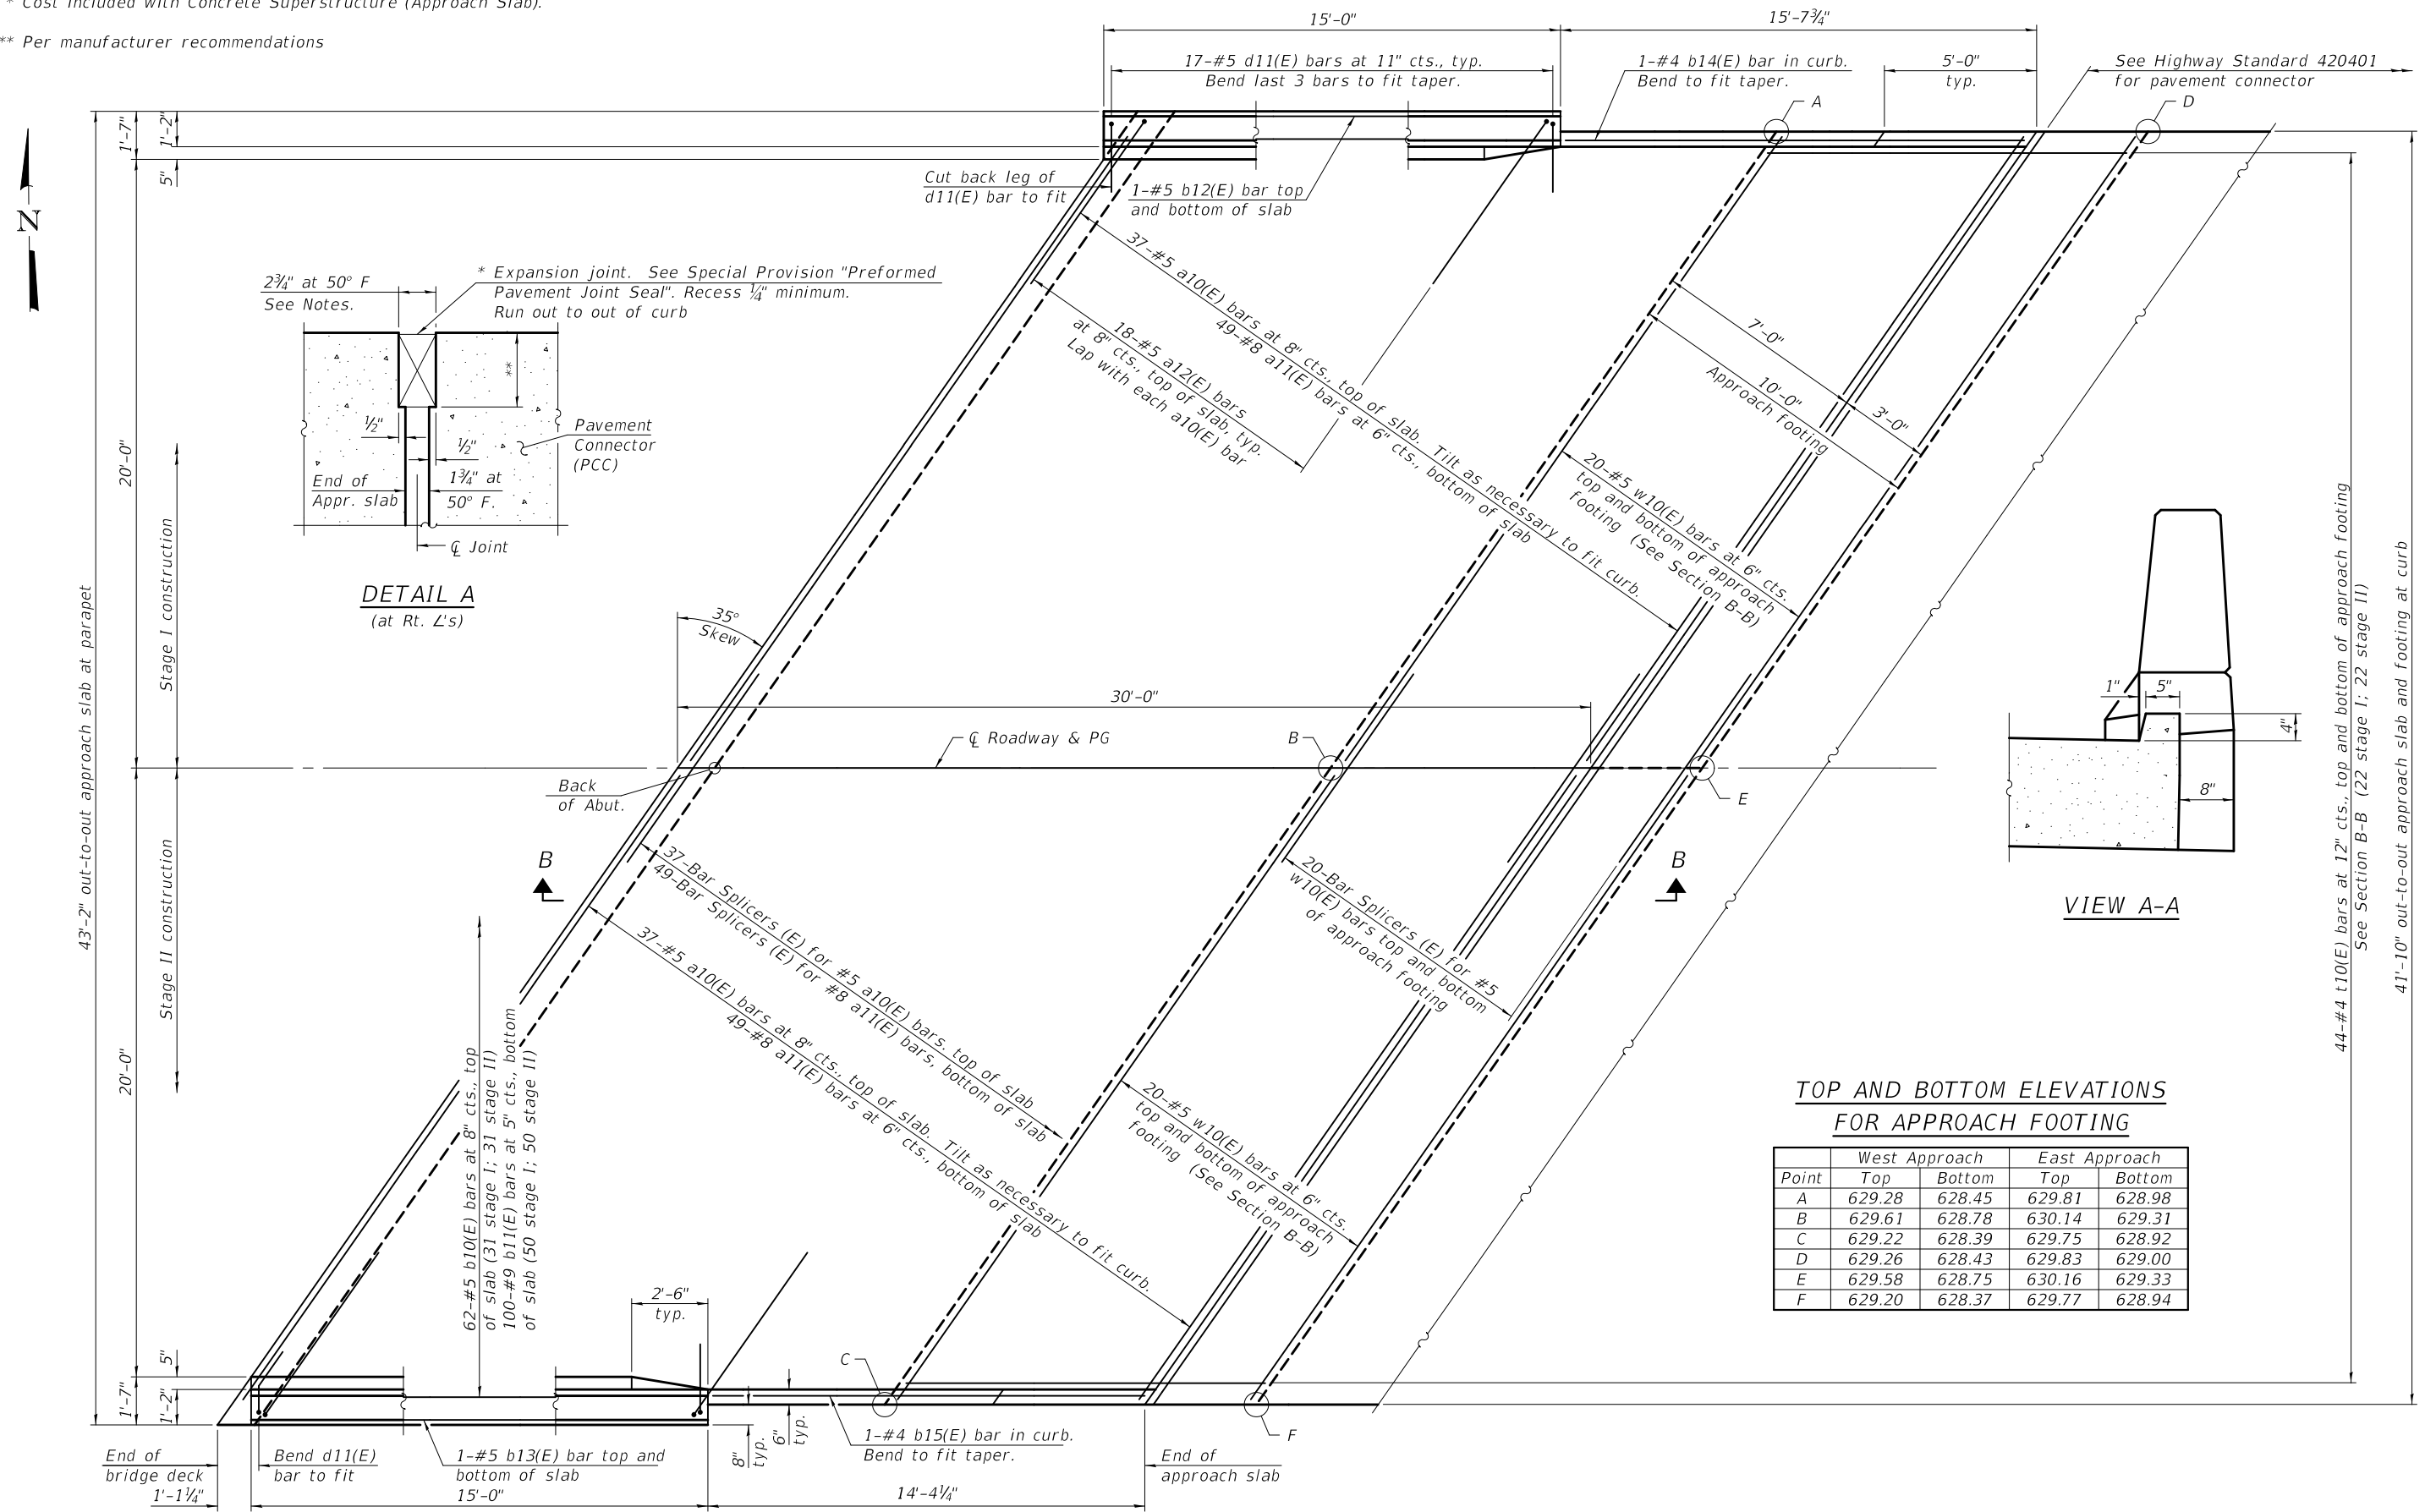 * Cost included with Concrete Superstructure (Approach Slab).
** Per manufacturer recommendations
15'-0"
15'-7¾"
17-#5 d11(E) bars at 11" cts., typ.
Bend last 3 bars to fit taper.
1-#4 b14(E) bar in curb.
Bend to fit taper.
5'-0"
typ.
See Highway Standard 420401
for pavement connector
A
D
1'-7"
1'-2"
5"
N
Cut back leg of
d11(E) bar to fit
1-#5 b12(E) bar top
and bottom of slab
2¾" at 50° F
See Notes.
* Expansion joint. See Special Provision "Preformed
Pavement Joint Seal". Recess ¼" minimum.
Run out to out of curb
**
½"
½"
Pavement
Connector
(PCC)
End of
Appr. slab
1¾" at
50° F.
℄ Joint
DETAIL A
(at Rt. ∠'s)
37-#5 a10(E) bars at 8" cts., top of slab. Tilt as necessary to fit curb.
49-#8 a11(E) bars at 6" cts., bottom of slab
18-#5 a12(E) bars
at 8" cts., top of slab, typ.
Lap with each a10(E) bar
7'-0"
10'-0"
Approach footing
3'-0"
20-#5 w10(E) bars at 6" cts.
top and bottom of approach
footing (See Section B-B)
43'-2" out-to-out approach slab at parapet
20'-0"
Stage I construction
35°
Skew
30'-0"
℄ Roadway & PG
B
E
Back
of Abut.
Stage II construction
20'-0"
B
B
37-Bar Splicers (E) for #5 a10(E) bars, top of slab
49-Bar Splicers (E) for #8 a11(E) bars, bottom of slab
20-Bar Splicers (E) for #5
w10(E) bars top and bottom
of approach footing
37-#5 a10(E) bars at 8" cts., top of slab. Tilt as necessary to fit curb.
49-#8 a11(E) bars at 6" cts., bottom of slab
20-#5 w10(E) bars at 6" cts.
top and bottom of approach
footing (See Section B-B)
62-#5 b10(E) bars at 8" cts., top
of slab (31 stage I; 31 stage II)
100-#9 b11(E) bars at 5" cts., bottom
of slab (50 stage I; 50 stage II)
1"
5"
4"
8"
VIEW A-A
44-#4 t10(E) bars at 12" cts., top and bottom of approach footing
See Section B-B (22 stage I; 22 stage II)
41'-10" out-to-out approach slab and footing at curb
TOP AND BOTTOM ELEVATIONS
FOR APPROACH FOOTING
West Approach East Approach
Point Top Bottom Top Bottom
A 629.28 628.45 629.81 628.98
B 629.61 628.78 630.14 629.31
C 629.22 628.39 629.75 628.92
D 629.26 628.43 629.83 629.00
E 629.58 628.75 630.16 629.33
F 629.20 628.37 629.77 628.94
2'-6"
typ.
5"
1'-7"
1'-2"
C
F
8"
typ.
6"
typ.
End of
bridge deck
Bend d11(E)
bar to fit
1-#5 b13(E) bar top and
bottom of slab
1-#4 b15(E) bar in curb.
Bend to fit taper.
End of
approach slab
1'-1¼"
15'-0"
14'-4¼"